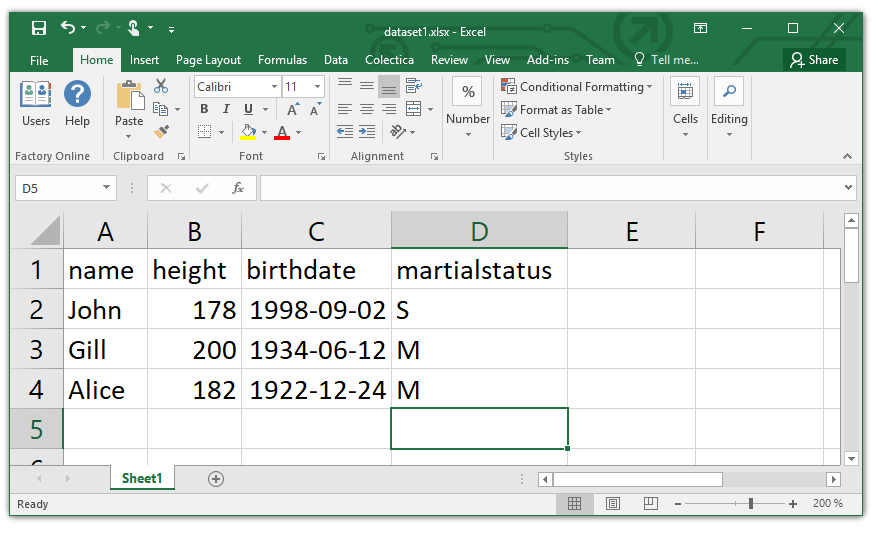 dataset1.xlsx - Excel
File Home Insert Page Layout Formulas Data Colectica Review View Add-ins Team Tell me... Share
Calibri 11
Conditional Formatting
Format as Table
Cell Styles
Users Help Paste B I U A A A % Number Cells Editing
Factory Online Clipboard Font Alignment Styles
D5 fx
A B C D E F
1 name height birthdate martialstatus
2 John 178 1998-09-02 S
3 Gill 200 1934-06-12 M
4 Alice 182 1922-12-24 M
5
6
Sheet1
Ready 200 %